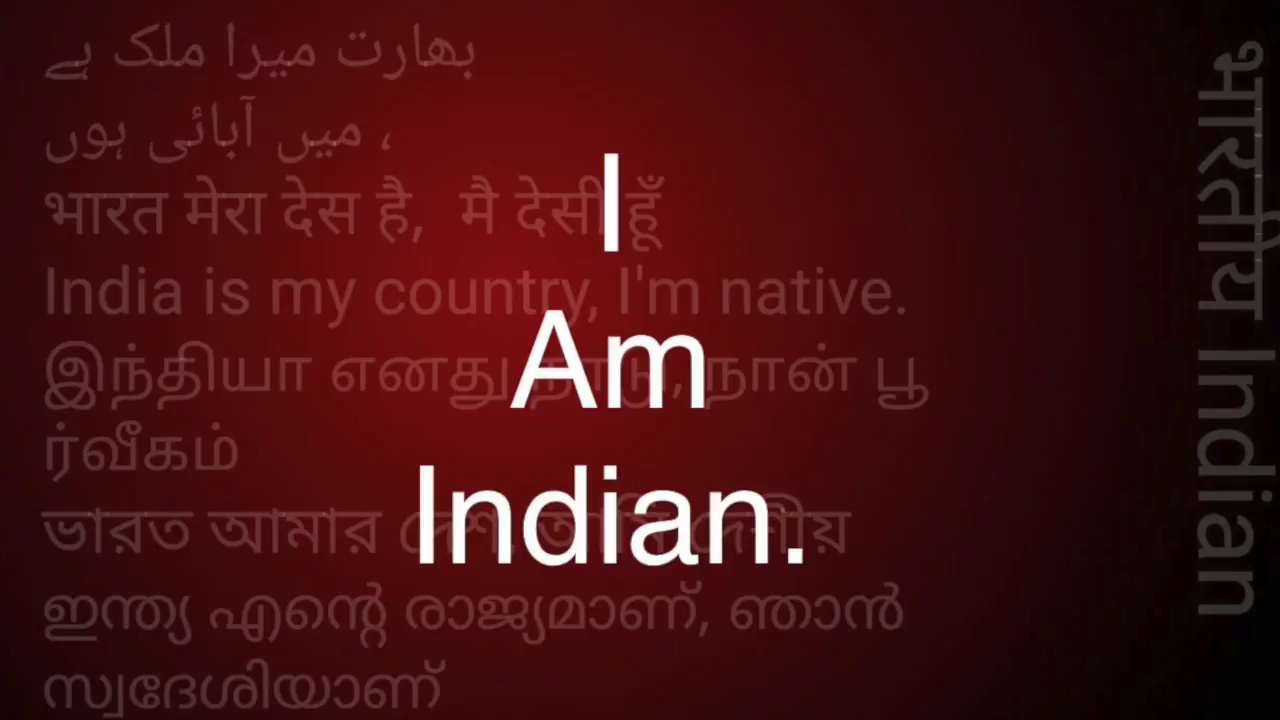 بھارت میرا ملک ہے
، میں آبائی ہوں
भारत मेरा देस है, मै देसी हूँ
India is my country, I'm native.
இந்தியா எனது நாடு, நான் பூ
ர்வீகம்
ভারত আমার দেশ, আমি দেশীয়
ഇന്ത്യ എന്റെ രാജ്യമാണ്, ഞാൻ
സ്വദേശിയാണ്
I
Am
Indian.
भारतीय Indian